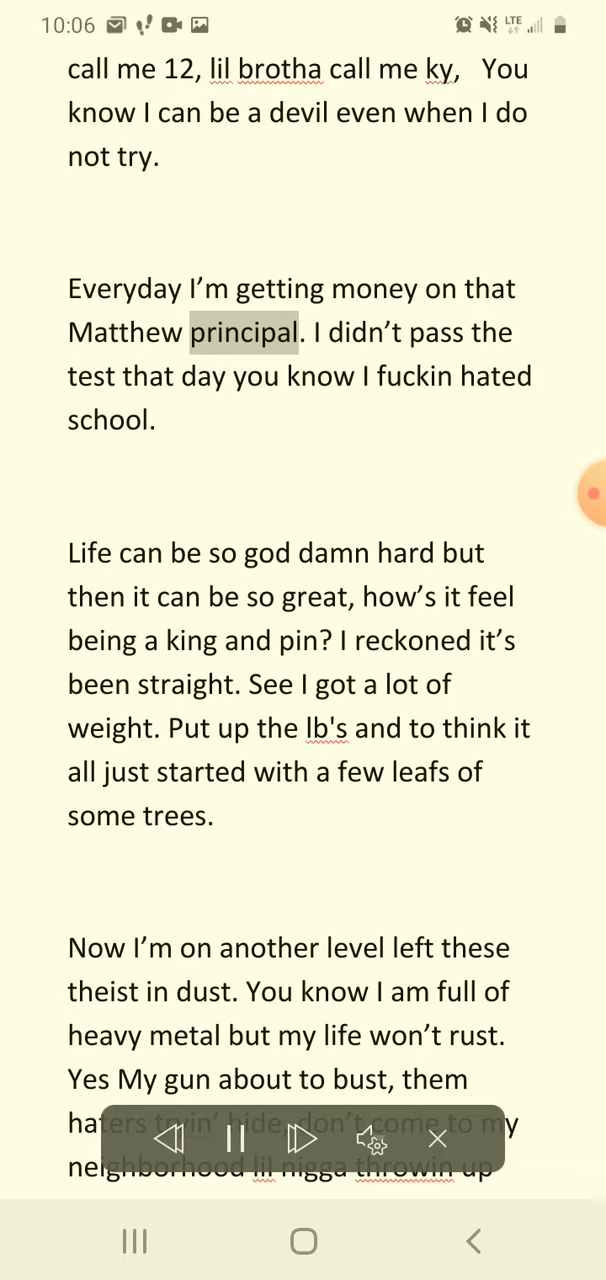 10:06
LTE
call me 12, lil brotha call me ky, You
know I can be a devil even when I do
not try.
Everyday I’m getting money on that
Matthew principal. I didn’t pass the
test that day you know I fuckin hated
school.
Life can be so god damn hard but
then it can be so great, how’s it feel
being a king and pin? I reckoned it’s
been straight. See I got a lot of
weight. Put up the lb's and to think it
all just started with a few leafs of
some trees.
Now I’m on another level left these
theist in dust. You know I am full of
heavy metal but my life won’t rust.
Yes My gun about to bust, them
haters tryin’ hide, don’t come to my
neighborhood lil nigga throwin up